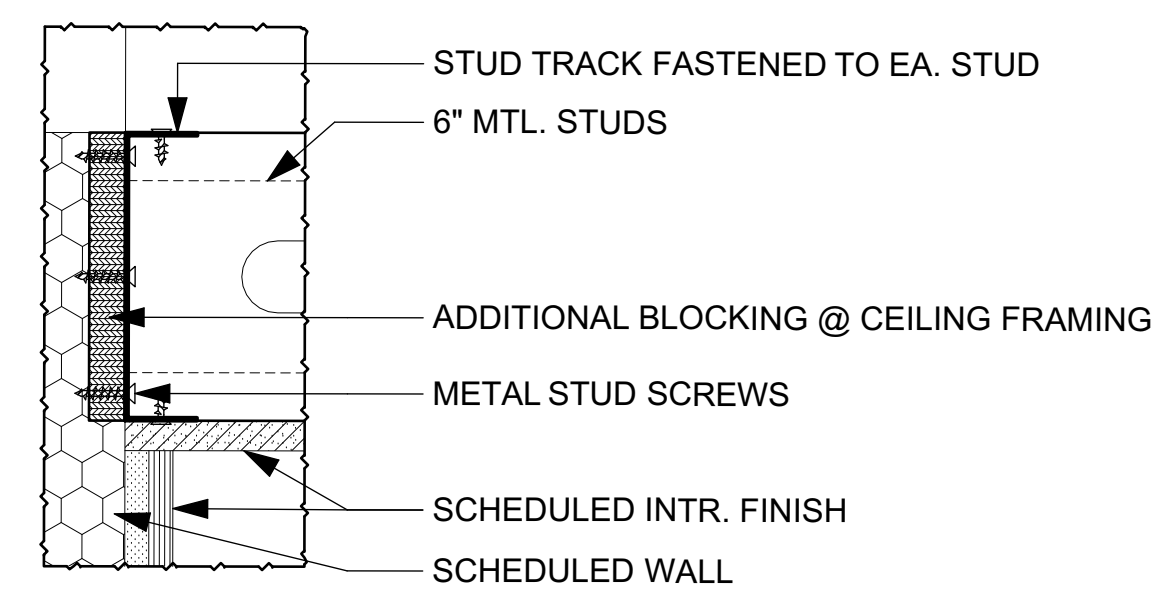 STUD TRACK FASTENED TO EA. STUD
6" MTL. STUDS
ADDITIONAL BLOCKING @ CEILING FRAMING
METAL STUD SCREWS
SCHEDULED INTR. FINISH
SCHEDULED WALL